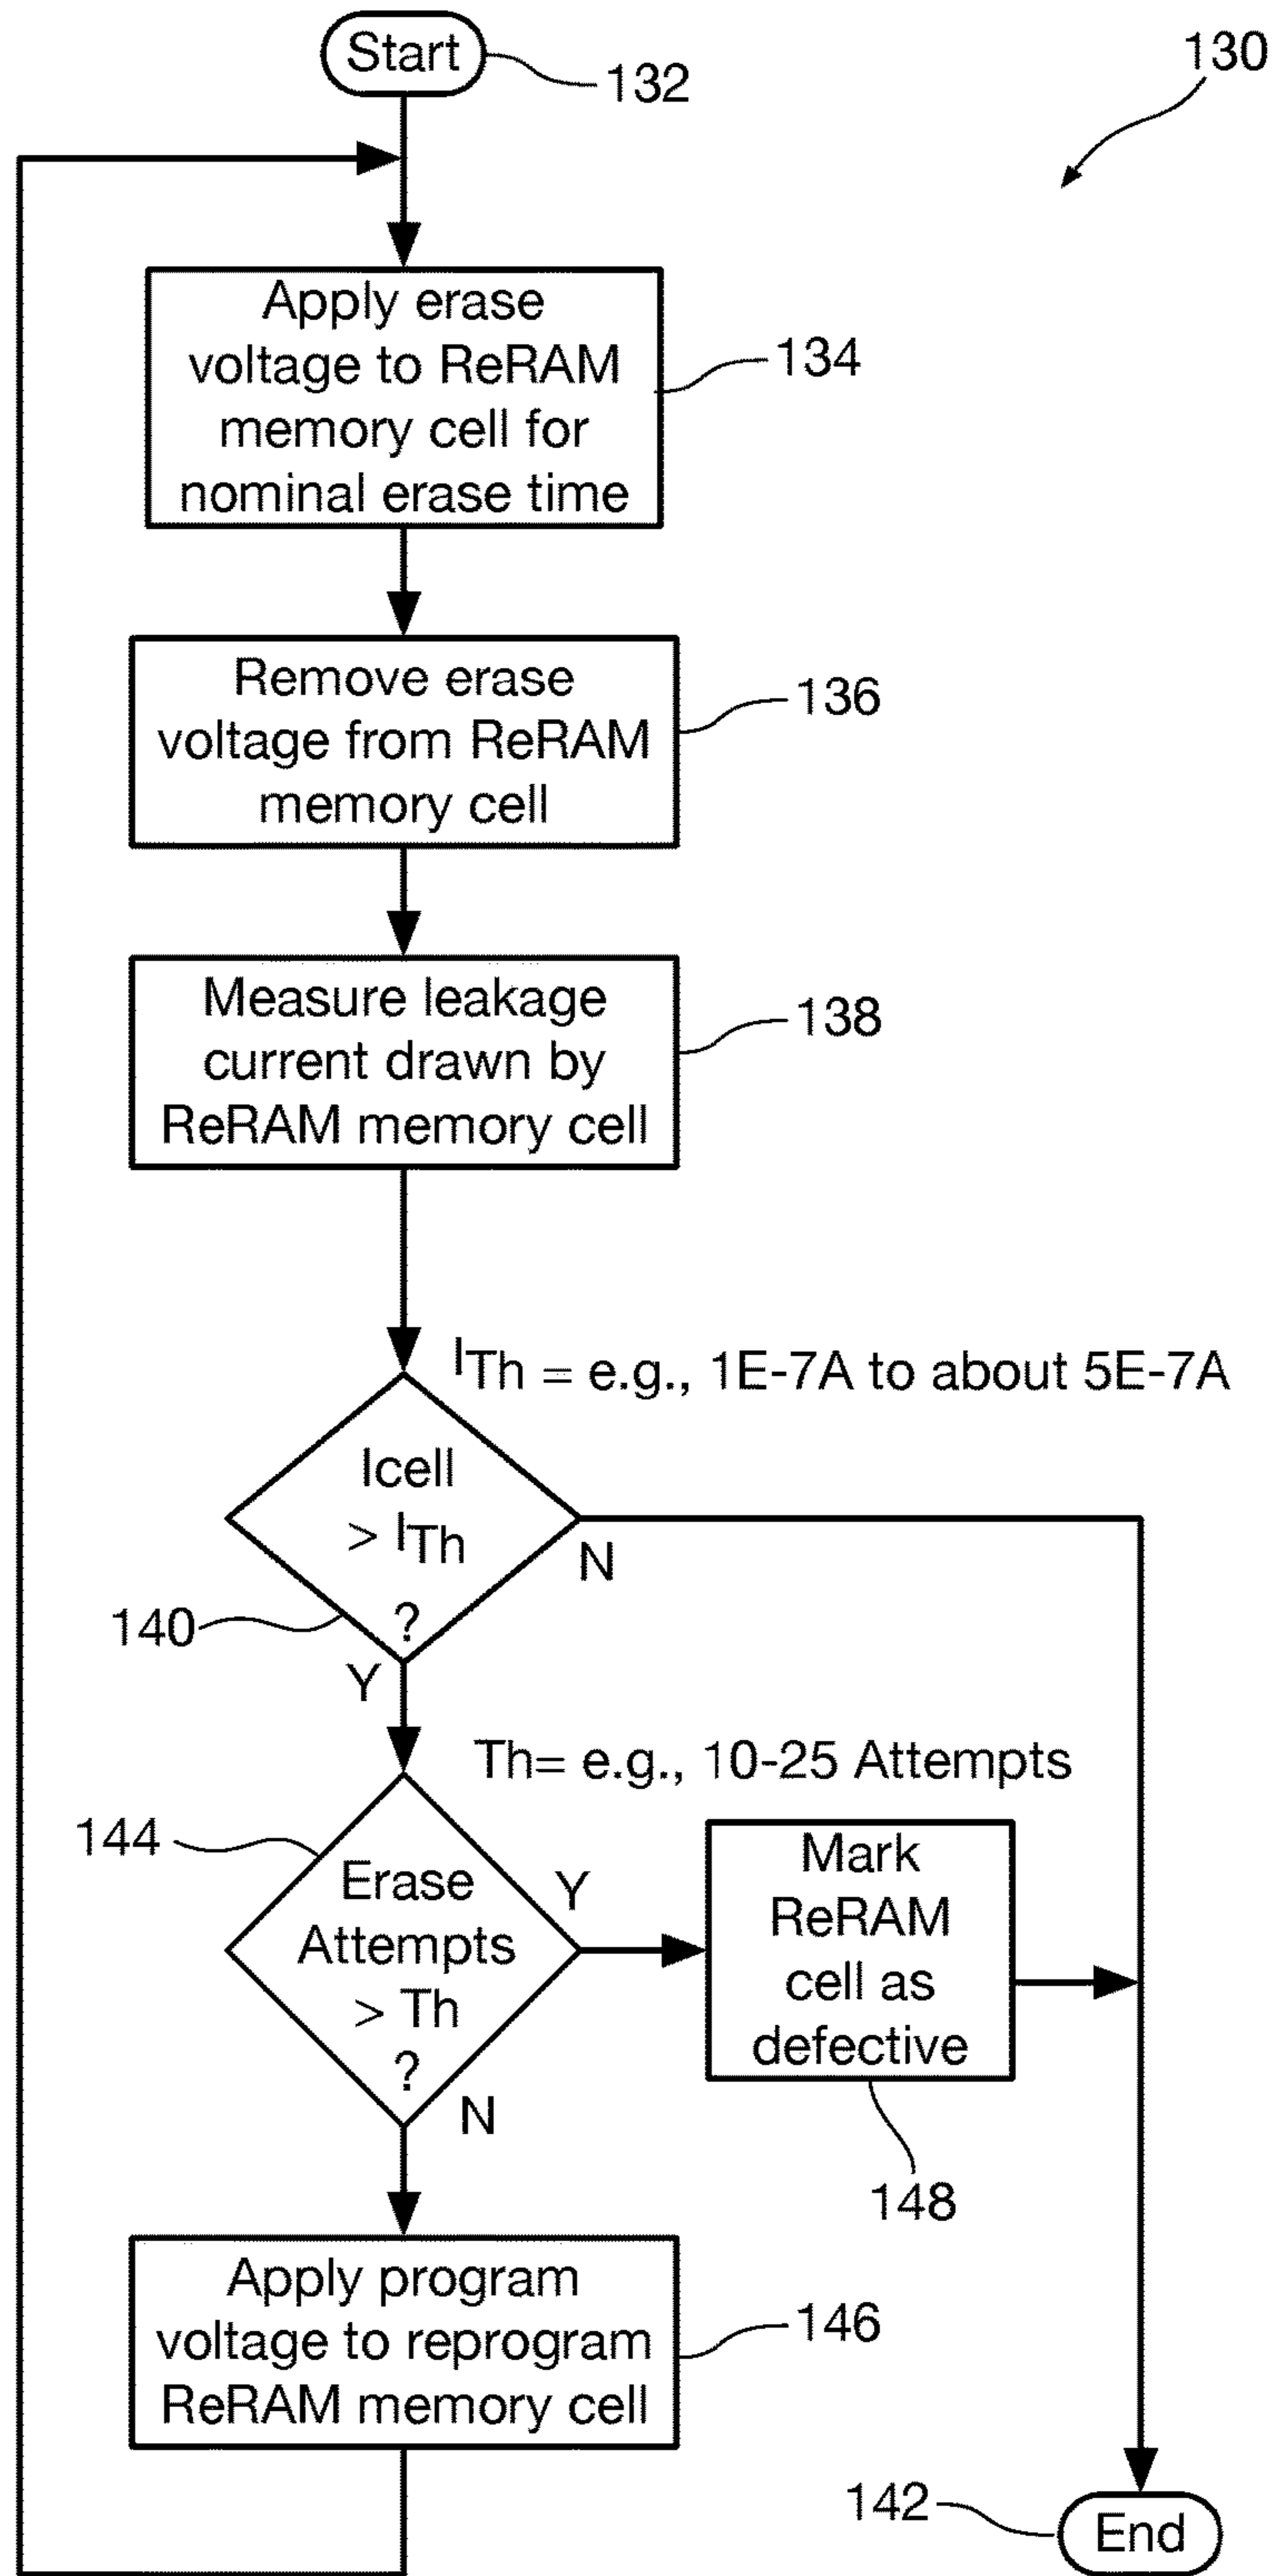 Start
132
130
Apply erase
voltage to ReRAM
memory cell for
nominal erase time
134
Remove erase
voltage from ReRAM
memory cell
136
Measure leakage
current drawn by
ReRAM memory cell
138
ITh = e.g., 1E-7A to about 5E-7A
Icell
> ITh
?
N
140
Y
Th= e.g., 10-25 Attempts
144
Erase
Attempts
> Th
?
Y
Mark
ReRAM
cell as
defective
N
148
Apply program
voltage to reprogram
ReRAM memory cell
146
142
End